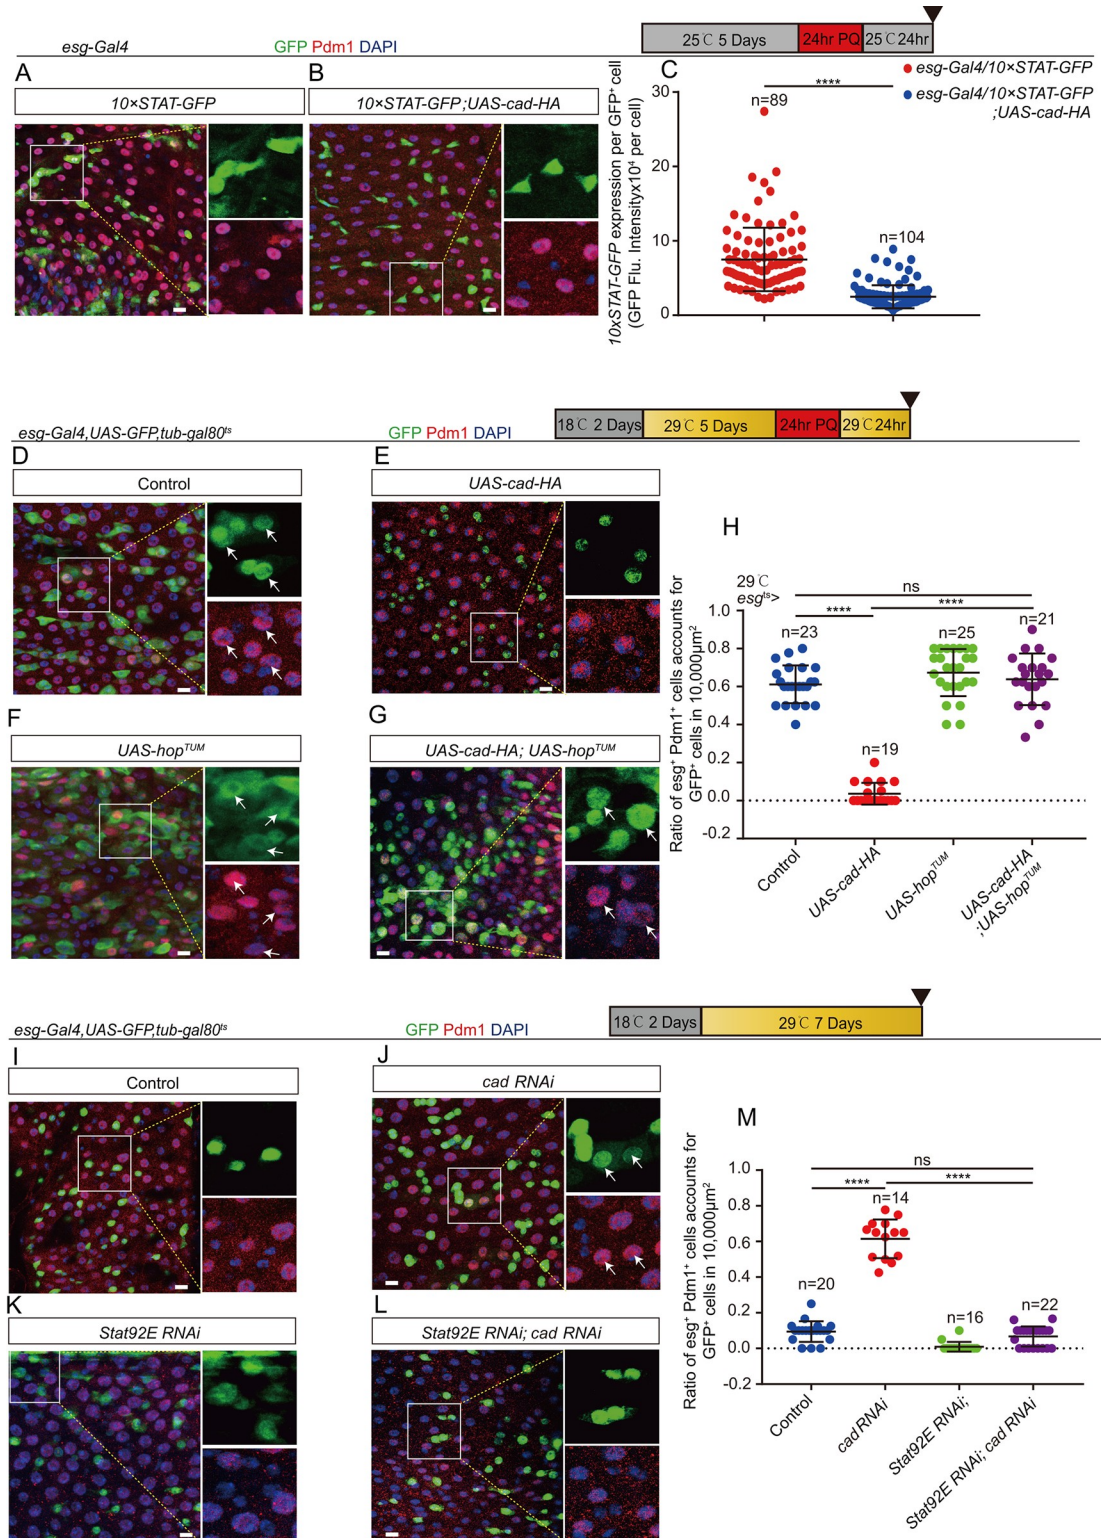 esg-Gal4
GFP Pdm1 DAPI
25℃ 5 Days
24hr PQ
25℃ 24hr
A
10×STAT-GFP
B
10×STAT-GFP;UAS-cad-HA
C
esg-Gal4/10×STAT-GFP
esg-Gal4/10×STAT-GFP
;UAS-cad-HA
10xSTAT-GFP expression per GFP⁺ cell
(GFP Flu. Intensityx10⁴ per cell)
30
20
10
0
n=89
****
n=104
esg-Gal4,UAS-GFP,tub-gal80ᵗˢ
GFP Pdm1 DAPI
18℃ 2 Days
29℃ 5 Days
24hr PQ
29℃ 24hr
D
Control
E
UAS-cad-HA
F
UAS-hopᵀᵁᴹ
G
UAS-cad-HA; UAS-hopᵀᵁᴹ
H
29℃
esgᵗˢ>
Ratio of esg⁺ Pdm1⁺ cells accounts for
GFP⁺ cells in 10,000µm²
1.0
0.8
0.6
0.4
0.2
0.0
-0.2
ns
****
****
n=23
n=19
n=25
n=21
Control
UAS-cad-HA
UAS-hopᵀᵁᴹ
UAS-cad-HA
;UAS-hopᵀᵁᴹ
esg-Gal4,UAS-GFP,tub-gal80ᵗˢ
GFP Pdm1 DAPI
18℃ 2 Days
29℃ 7 Days
I
Control
J
cad RNAi
K
Stat92E RNAi
L
Stat92E RNAi; cad RNAi
M
Ratio of esg⁺ Pdm1⁺ cells accounts for
GFP⁺ cells in 10,000µm²
1.0
0.8
0.6
0.4
0.2
0.0
-0.2
ns
****
****
n=20
n=14
n=16
n=22
Control
cad RNAi
Stat92E RNAi;
Stat92E RNAi; cad RNAi